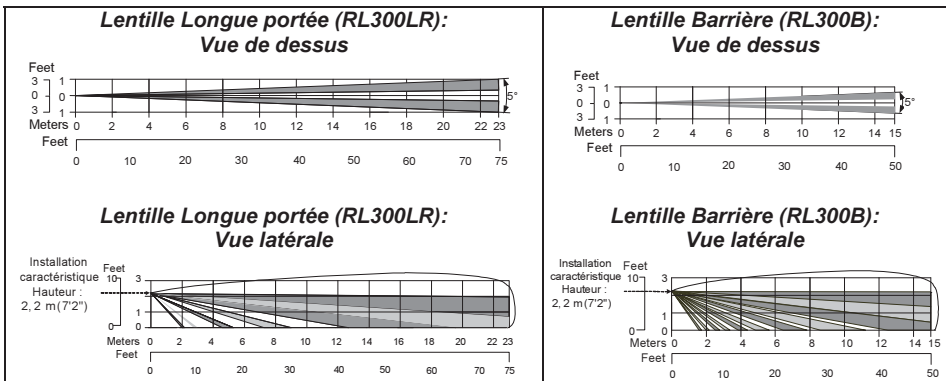 Lentille Longue portée (RL300LR):
Vue de dessus
Feet
3 1
0 0
3 1
5°
Meters 0 2 4 6 8 10 12 14 16 18 20 22 23
Feet
0 10 20 30 40 50 60 70 75
Lentille Longue portée (RL300LR):
Vue latérale
Installation
caractéristique
Hauteur :
2, 2 m (7'2")
Feet
10 3
1
0 0
Meters 0 2 4 6 8 10 12 14 16 18 20 22 23
Feet
0 10 20 30 40 50 60 70 75
Lentille Barrière (RL300B):
Vue de dessus
Feet
3 1
0 0
3 1
5°
Meters 0 2 4 6 8 10 12 14 15
Feet
0 10 20 30 40 50
Lentille Barrière (RL300B):
Vue latérale
Installation
caractéristique
Hauteur :
2, 2 m (7'2")
Feet
10 3
1
0 0
Meters 0 2 4 6 8 10 12 14 15
Feet
0 10 20 30 40 50